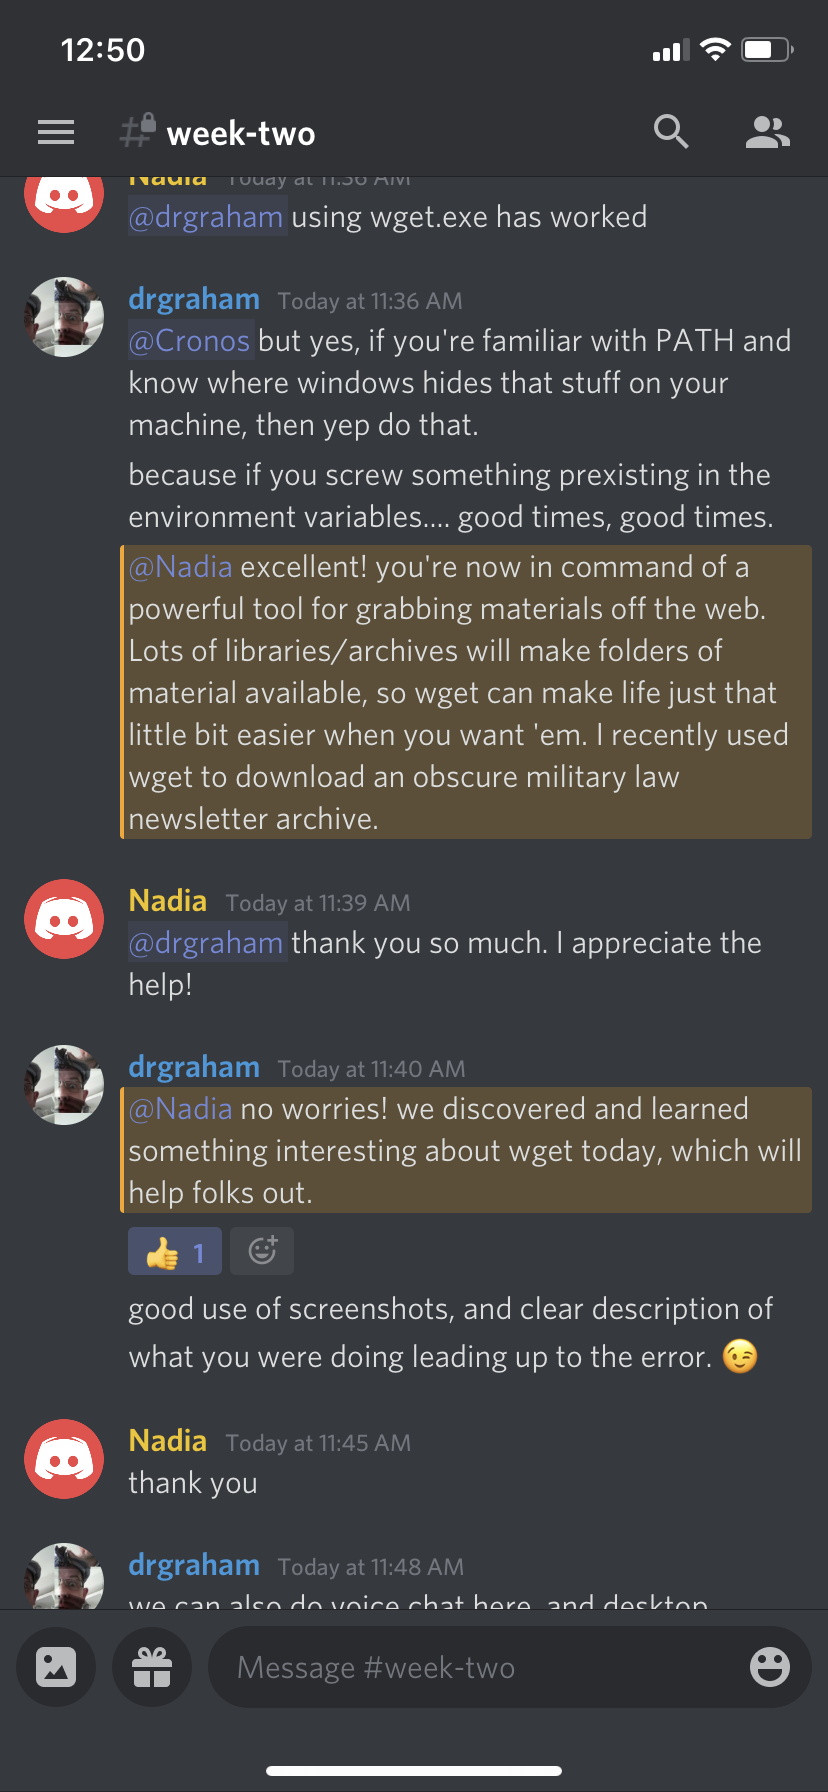 12:50
week-two
Nadia Today at 11:36 AM
@drgraham using wget.exe has worked
drgraham Today at 11:36 AM
@Cronos but yes, if you're familiar with PATH and
know where windows hides that stuff on your
machine, then yep do that.
because if you screw something prexisting in the
environment variables.... good times, good times.
@Nadia excellent! you're now in command of a
powerful tool for grabbing materials off the web.
Lots of libraries/archives will make folders of
material available, so wget can make life just that
little bit easier when you want 'em. I recently used
wget to download an obscure military law
newsletter archive.
Nadia Today at 11:39 AM
@drgraham thank you so much. I appreciate the
help!
drgraham Today at 11:40 AM
@Nadia no worries! we discovered and learned
something interesting about wget today, which will
help folks out.
👍 1
good use of screenshots, and clear description of
what you were doing leading up to the error. 😉
Nadia Today at 11:45 AM
thank you
drgraham Today at 11:48 AM
we can also do voice chat here, and desktop
Message #week-two